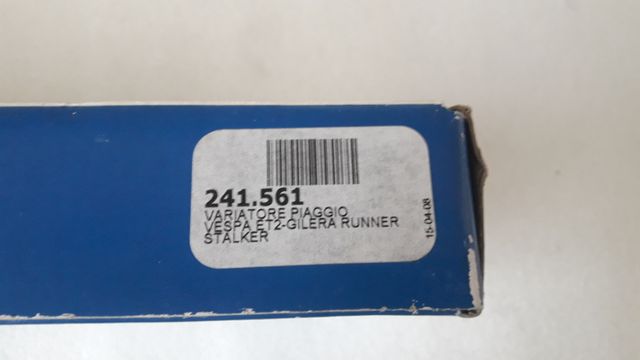 241.561
VARIATORE PIAGGIO
VESPA ET2-GILERA RUNNER
STALKER
15-04-08